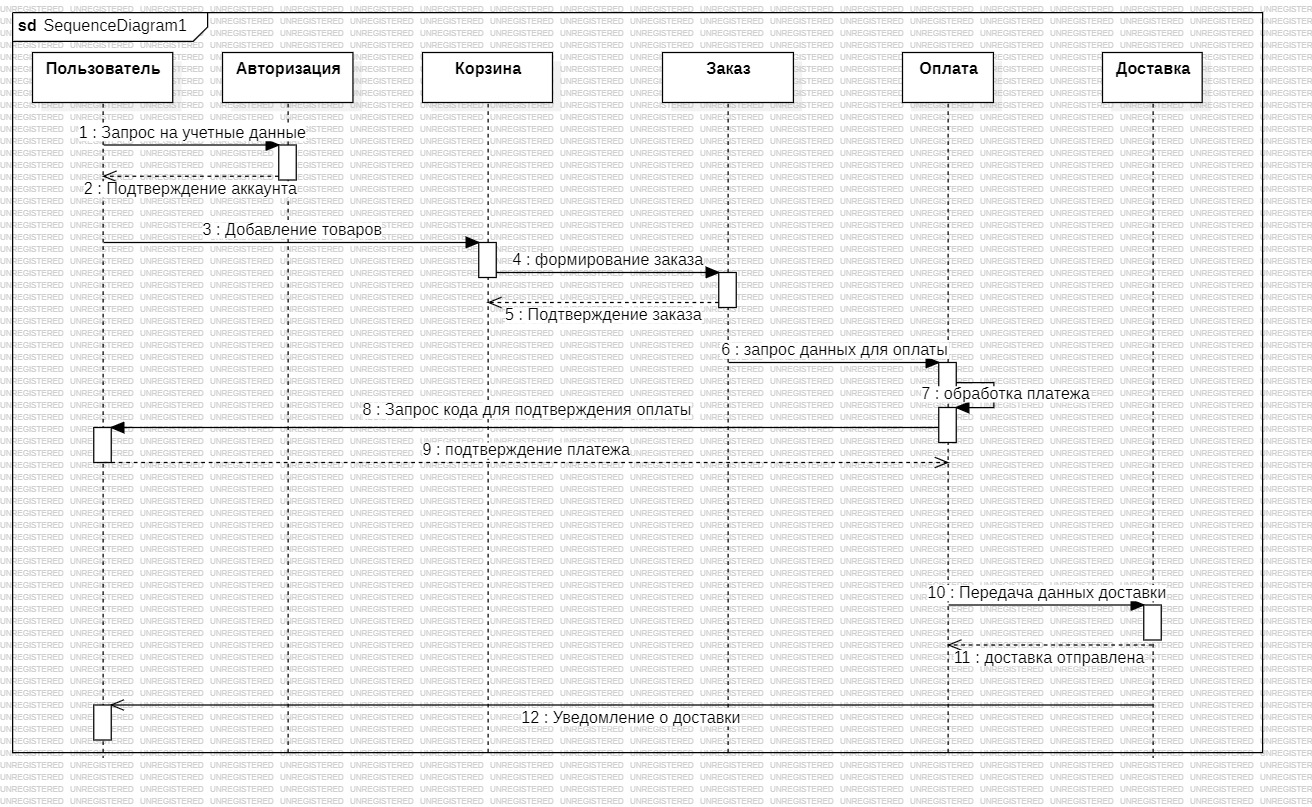 sd SequenceDiagram1
Пользователь Авторизация Корзина Заказ Оплата Доставка
1 : Запрос на учетные данные
2 : Подтверждение аккаунта
3 : Добавление товаров
4 : формирование заказа
5 : Подтверждение заказа
6 : запрос данных для оплаты
7 : обработка платежа
8 : Запрос кода для подтверждения оплаты
9 : подтверждение платежа
10 : Передача данных доставки
11 : доставка отправлена
12 : Уведомление о доставки
UNREGISTERED